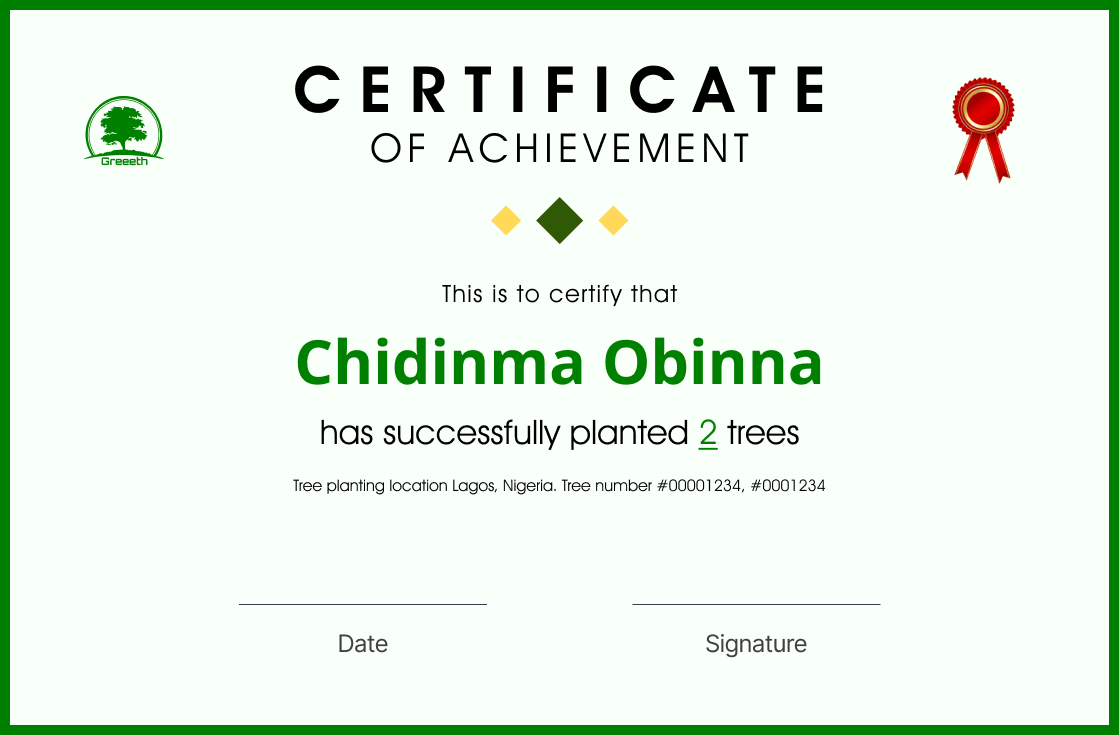 CERTIFICATE
OF ACHIEVEMENT
Greeeth
This is to certify that
Chidinma Obinna
has successfully planted 2 trees
Tree planting location Lagos, Nigeria. Tree number #00001234, #0001234
Date
Signature